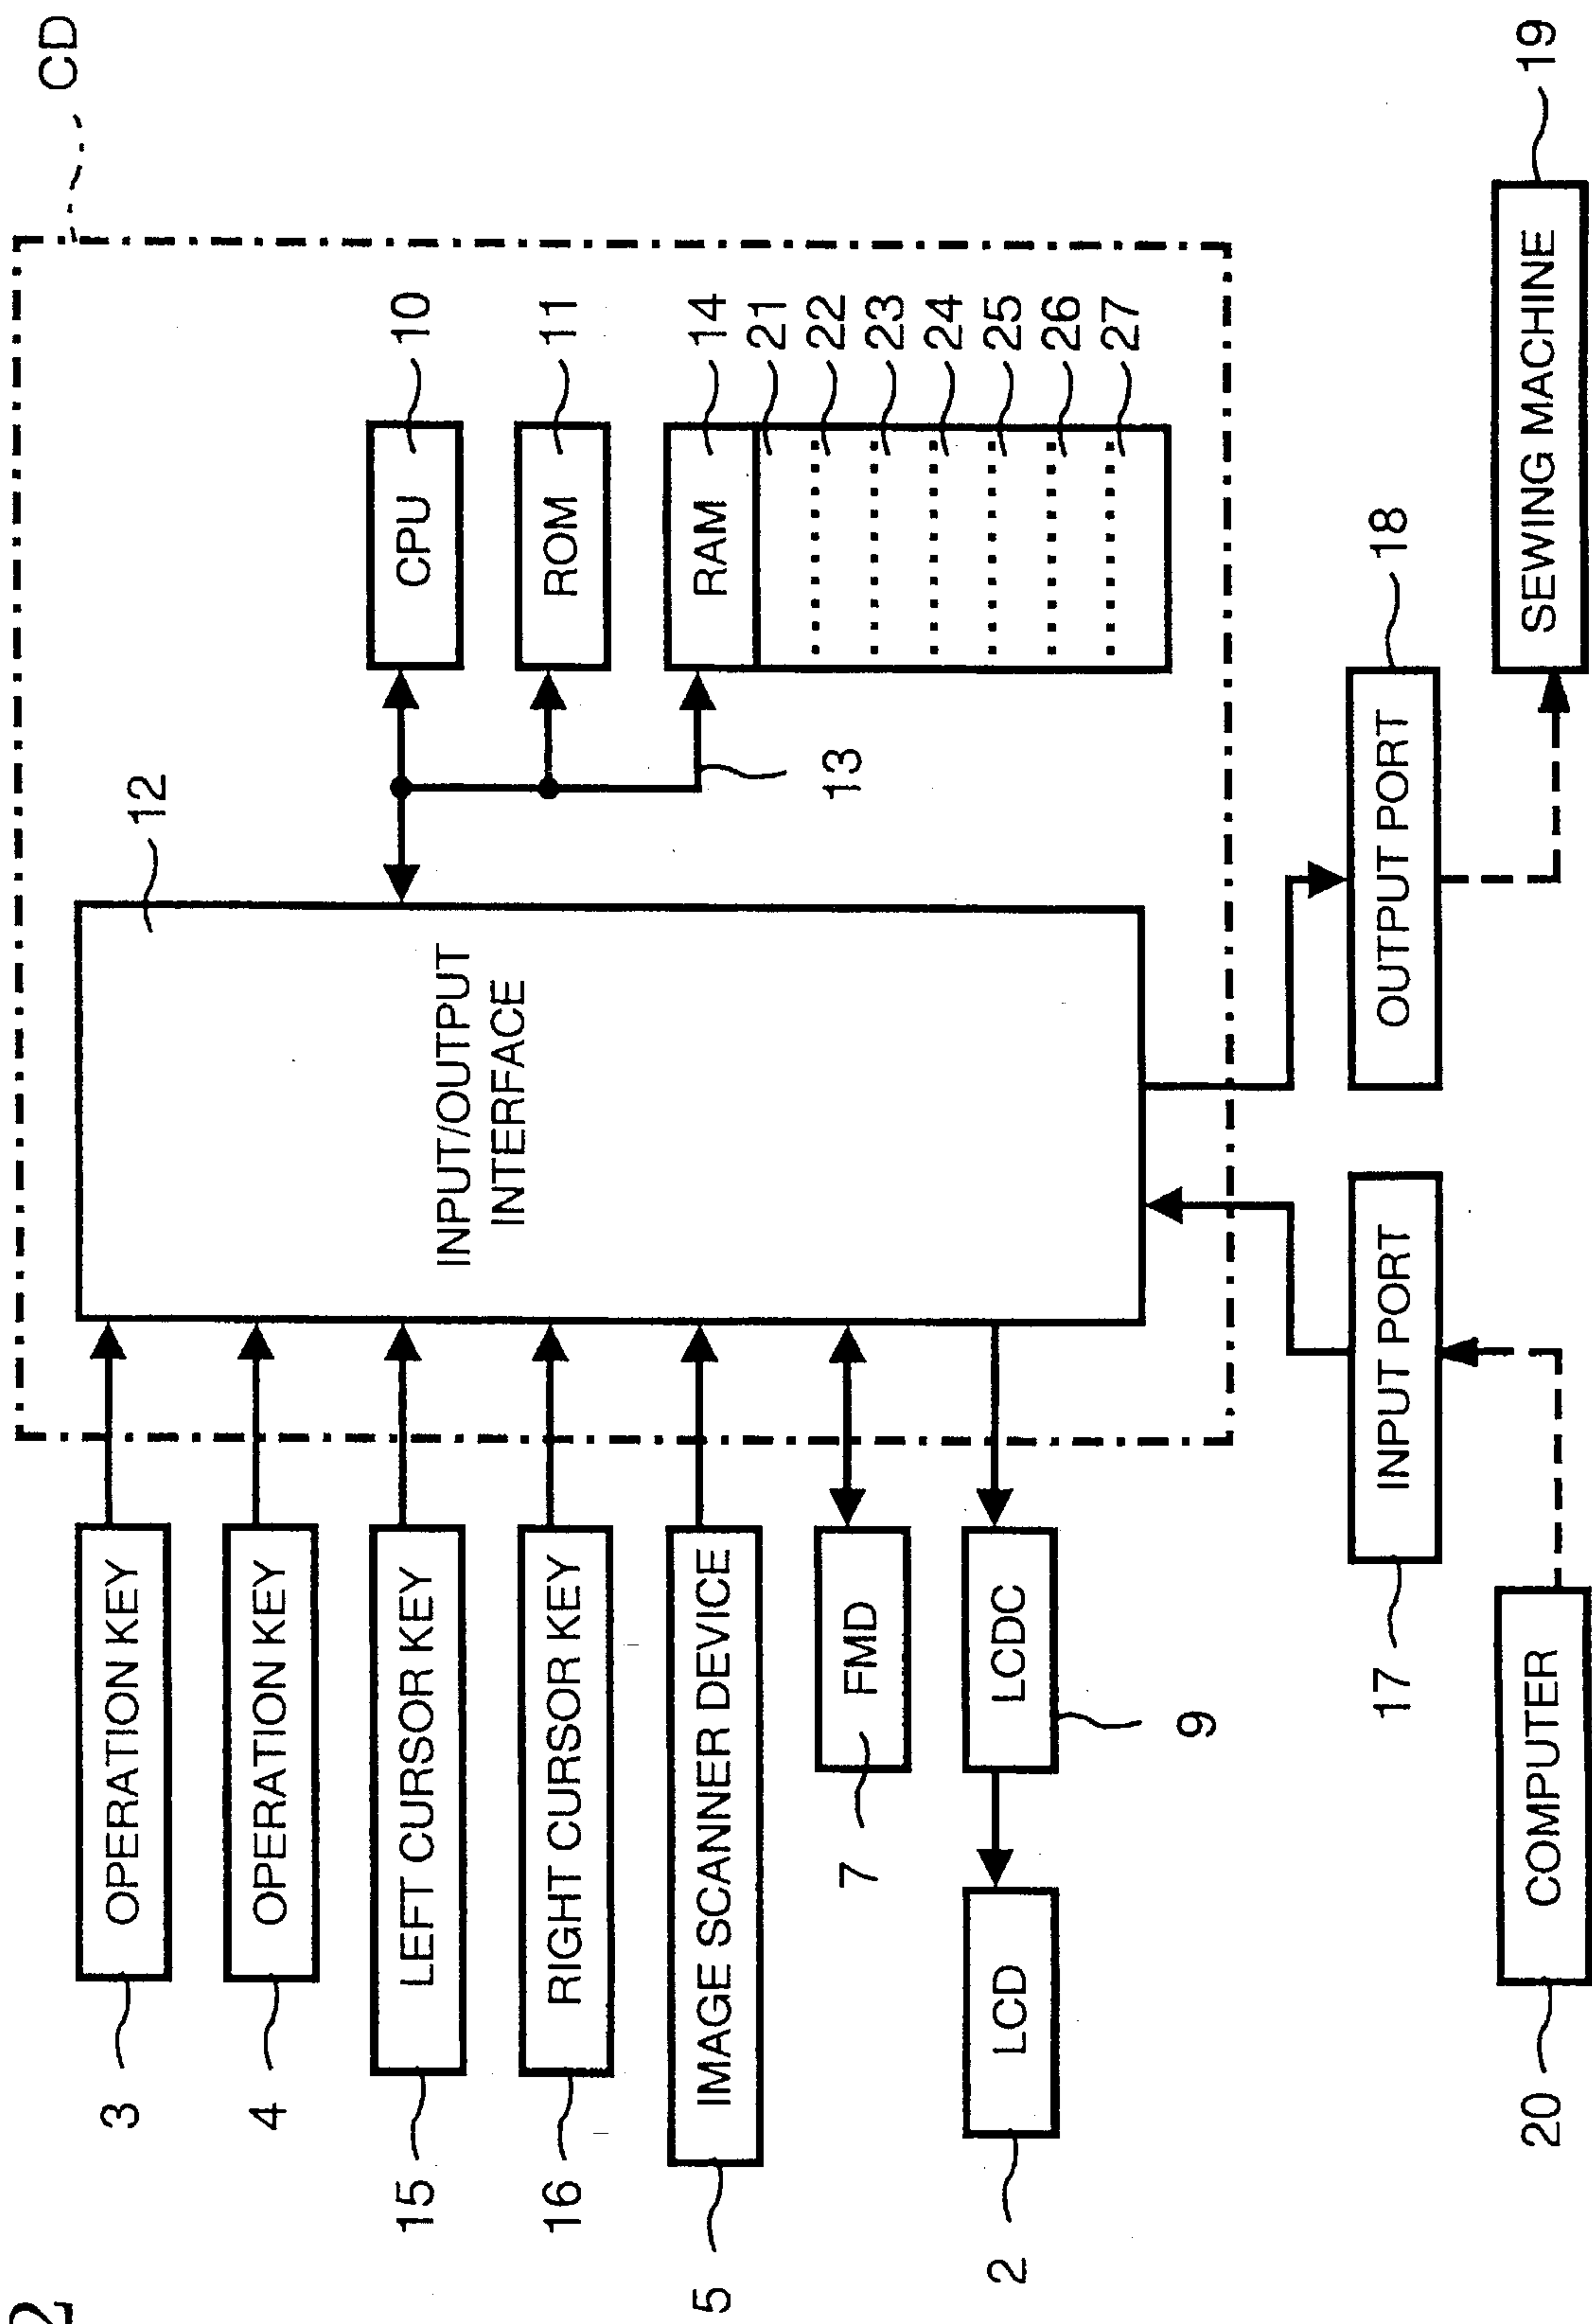 CD
3
OPERATION KEY
4
OPERATION KEY
15
LEFT CURSOR KEY
16
RIGHT CURSOR KEY
5
IMAGE SCANNER DEVICE
7
FMD
2
LCD
LCDC
9
12
INPUT/OUTPUT
INTERFACE
CPU
10
ROM
11
RAM
14
13
21
22
23
24
25
26
27
17
INPUT PORT
OUTPUT PORT
18
20
COMPUTER
SEWING MACHINE
19
2